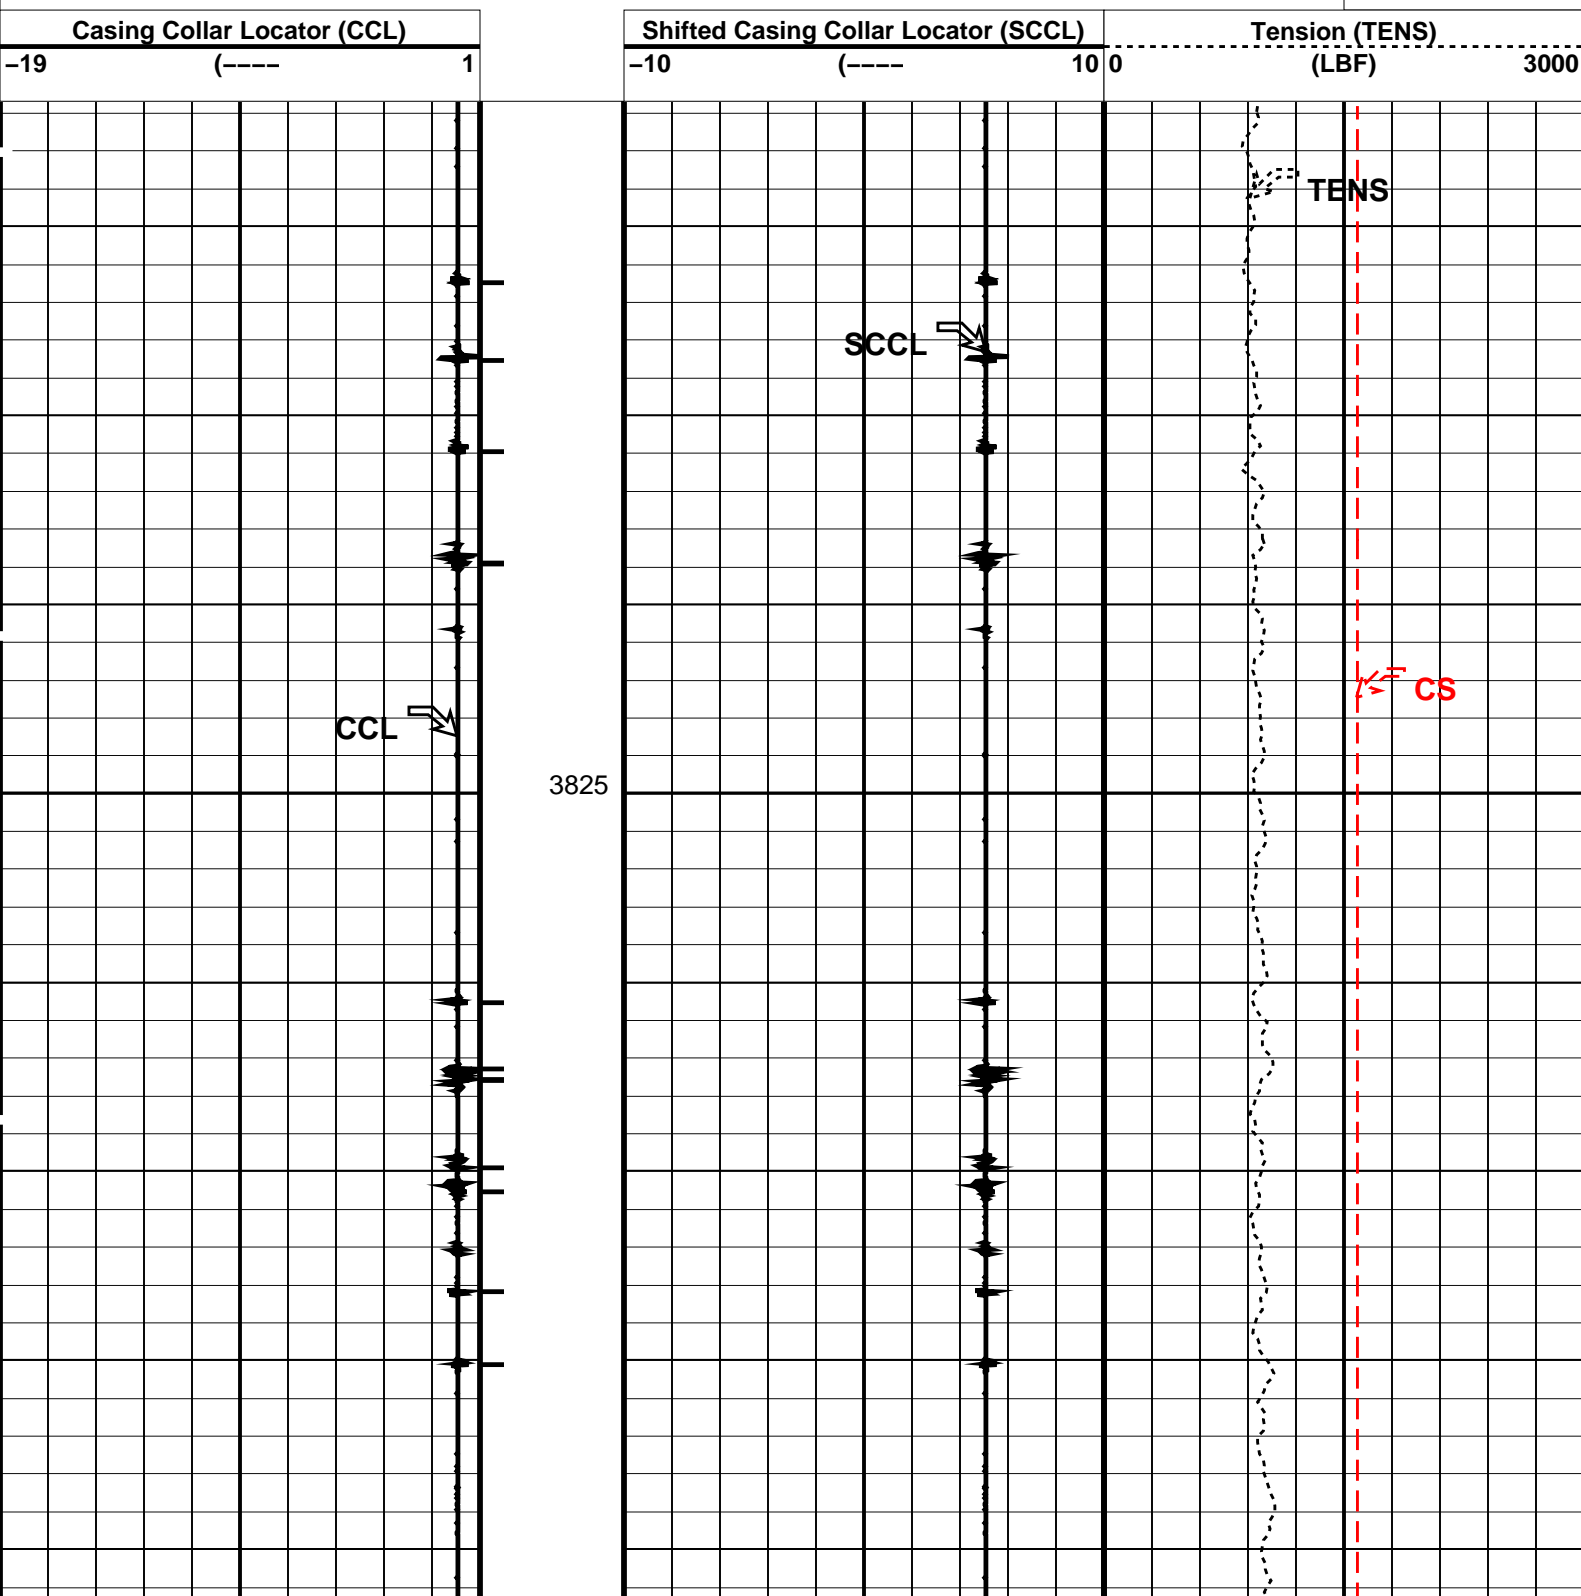 Casing Collar Locator (CCL) Shifted Casing Collar Locator (SCCL) Tension (TENS)
−19 (−−−− 1 −10 (−−−− 10 0 (LBF) 3000
TENS
SCCL
CS
CCL
3825